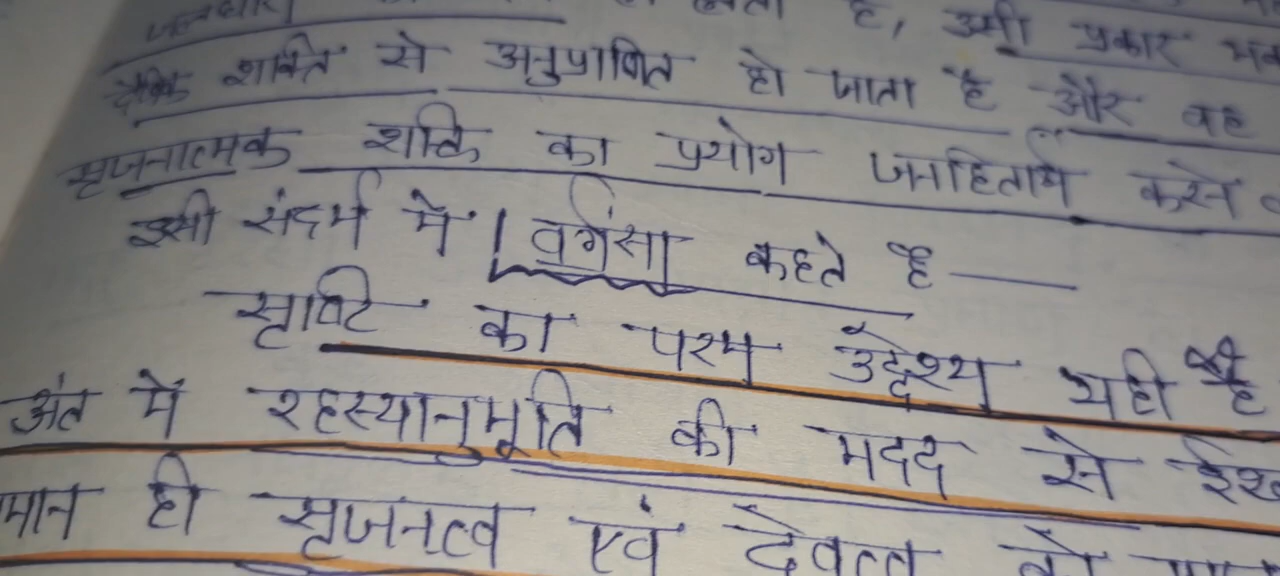 है, उसी प्रकार
दैविक शक्ति से अनुप्राणित हो जाता है और वह
सृजनात्मक शक्ति का प्रयोग जनहितार्थ करने
इसी संदर्भ में वर्गसा कहते है —
सृष्टि का परम उद्देश्य यही है
अंत में रहस्यानुभूति की मदद से
मान ही सृजनत्व एवं देवत्व को